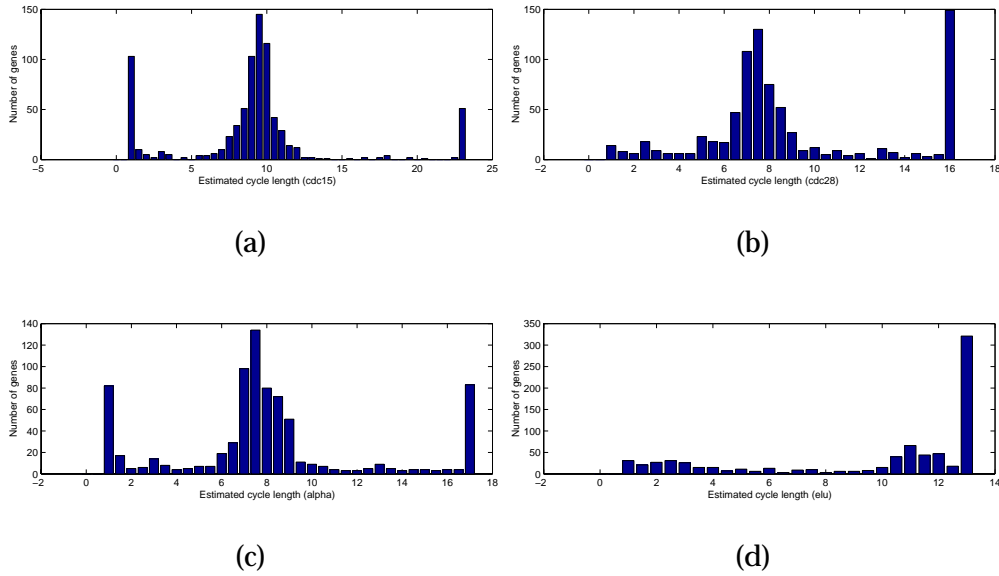 150
100
50
0
Number of genes
−5 0 5 10 15 20 25
Estimated cycle length (cdc15)
(a)
150
100
50
0
Number of genes
−2 0 2 4 6 8 10 12 14 16 18
Estimated cycle length (cdc28)
(b)
140
120
100
80
60
40
20
0
Number of genes
−2 0 2 4 6 8 10 12 14 16 18
Estimated cycle length (alpha)
(c)
350
300
250
200
150
100
50
0
Number of genes
−2 0 2 4 6 8 10 12 14
Estimated cycle length (elu)
(d)